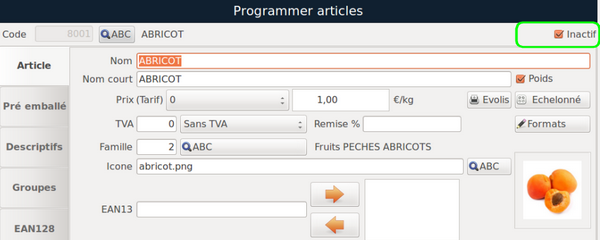 Programmer articles
Code 8001 ABC ABRICOT Inactif
Article
Nom ABRICOT
Nom court ABRICOT Poids
Pré emballé
Prix (Tarif) 0 1,00 €/kg Evolis Echelonné
TVA 0 Sans TVA Remise % Formats
Descriptifs
Famille 2 ABC Fruits PECHES ABRICOTS
Icone abricot.png ABC
Groupes
EAN13
EAN128